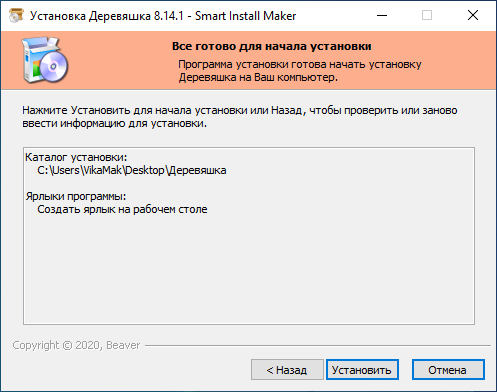 Установка Деревяшка 8.14.1 - Smart Install Maker
Все готово для начала установки
Программа установки готова начать установку
Деревяшка на Ваш компьютер.
Нажмите Установить для начала установки или Назад, чтобы проверить или заново
ввести информацию для установки.
Каталог установки:
C:\Users\VikaMak\Desktop\Деревяшка
Ярлыки программы:
Создать ярлык на рабочем столе
Copyright © 2020, Beaver
< Назад
Установить
Отмена